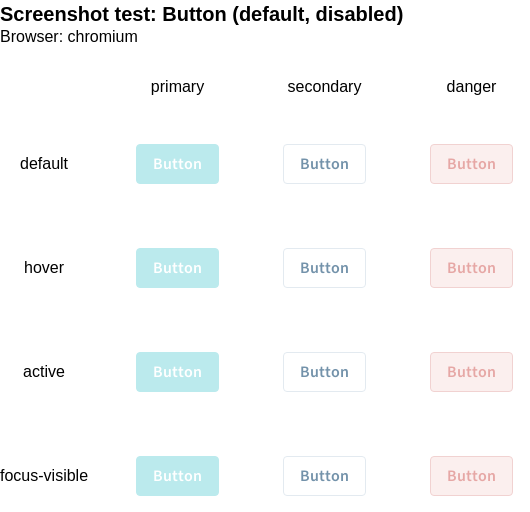 Screenshot test: Button (default, disabled)
Browser: chromium
primary secondary danger
default Button Button Button
hover Button Button Button
active Button Button Button
focus-visible Button Button Button